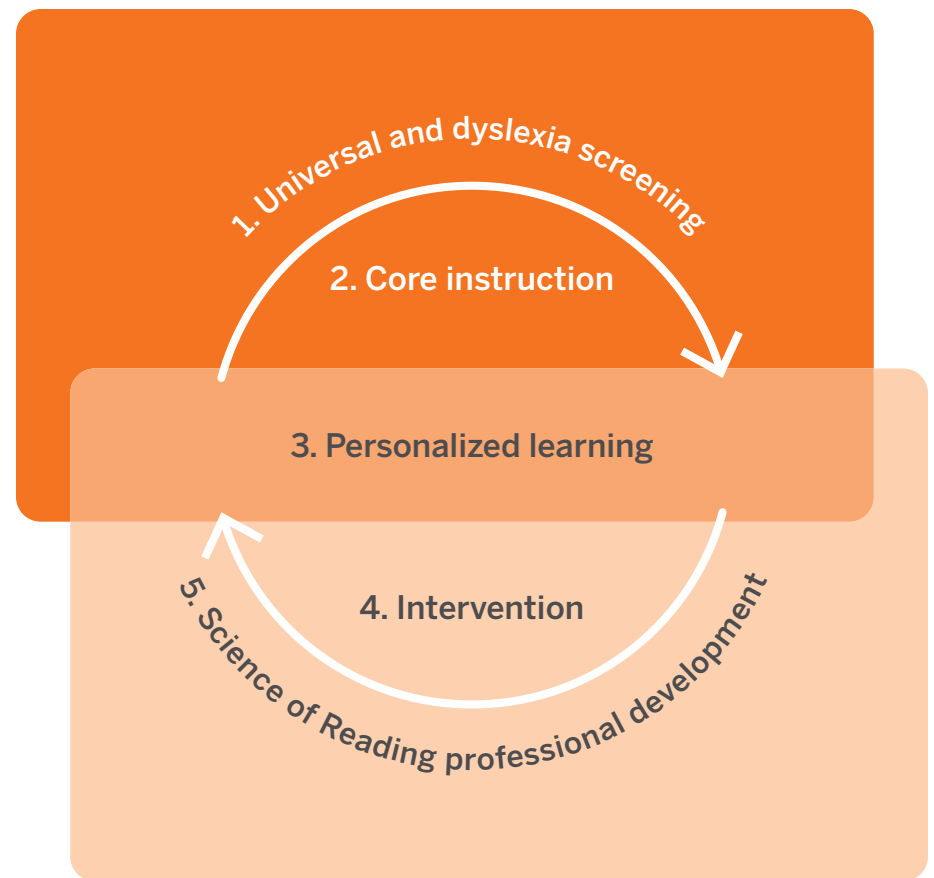 1. Universal and dyslexia screening
2. Core instruction
3. Personalized learning
4. Intervention
5. Science of Reading professional development